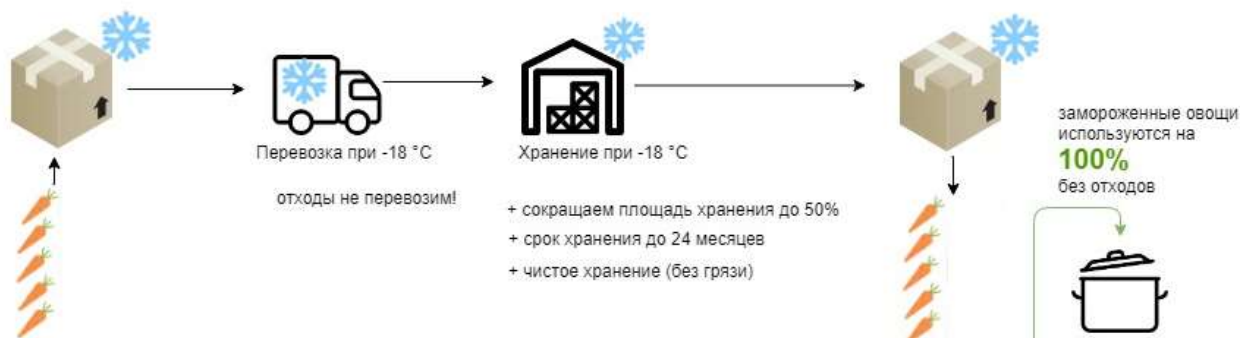 Перевозка при -18 °C
отходы не перевозим!
Хранение при -18 °C
+ сокращаем площадь хранения до 50%
+ срок хранения до 24 месяцев
+ чистое хранение (без грязи)
замороженные овощи
используются на
100%
без отходов